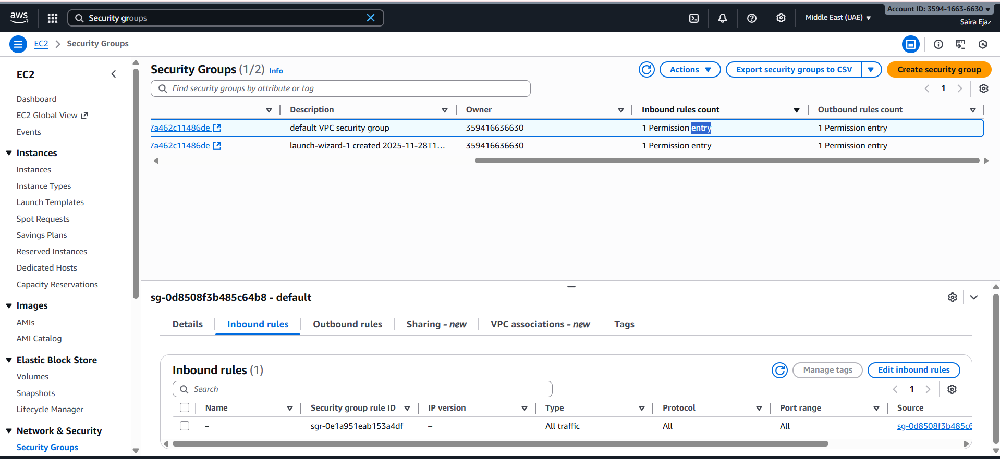 aws
Security groups
Middle East (UAE)
Account ID: 3594-1663-6630
Saira Ejaz
EC2
Security Groups
EC2
Dashboard
EC2 Global View
Events
Instances
Instances
Instance Types
Launch Templates
Spot Requests
Savings Plans
Reserved Instances
Dedicated Hosts
Capacity Reservations
Images
AMIs
AMI Catalog
Elastic Block Store
Volumes
Snapshots
Lifecycle Manager
Network & Security
Security Groups
Security Groups (1/2) Info
Actions
Export security groups to CSV
Create security group
Find security groups by attribute or tag
1
Description Owner Inbound rules count Outbound rules count
7a462c11486de default VPC security group 359416636630 1 Permission entry 1 Permission entry
7a462c11486de launch-wizard-1 created 2025-11-28T1... 359416636630 1 Permission entry 1 Permission entry
sg-0d8508f3b485c64b8 - default
Details Inbound rules Outbound rules Sharing - new VPC associations - new Tags
Inbound rules (1)
Manage tags
Edit inbound rules
Search
1
Name Security group rule ID IP version Type Protocol Port range Source
– sgr-0e1a951eab153a4df – All traffic All All sg-0d8508f3b485c6